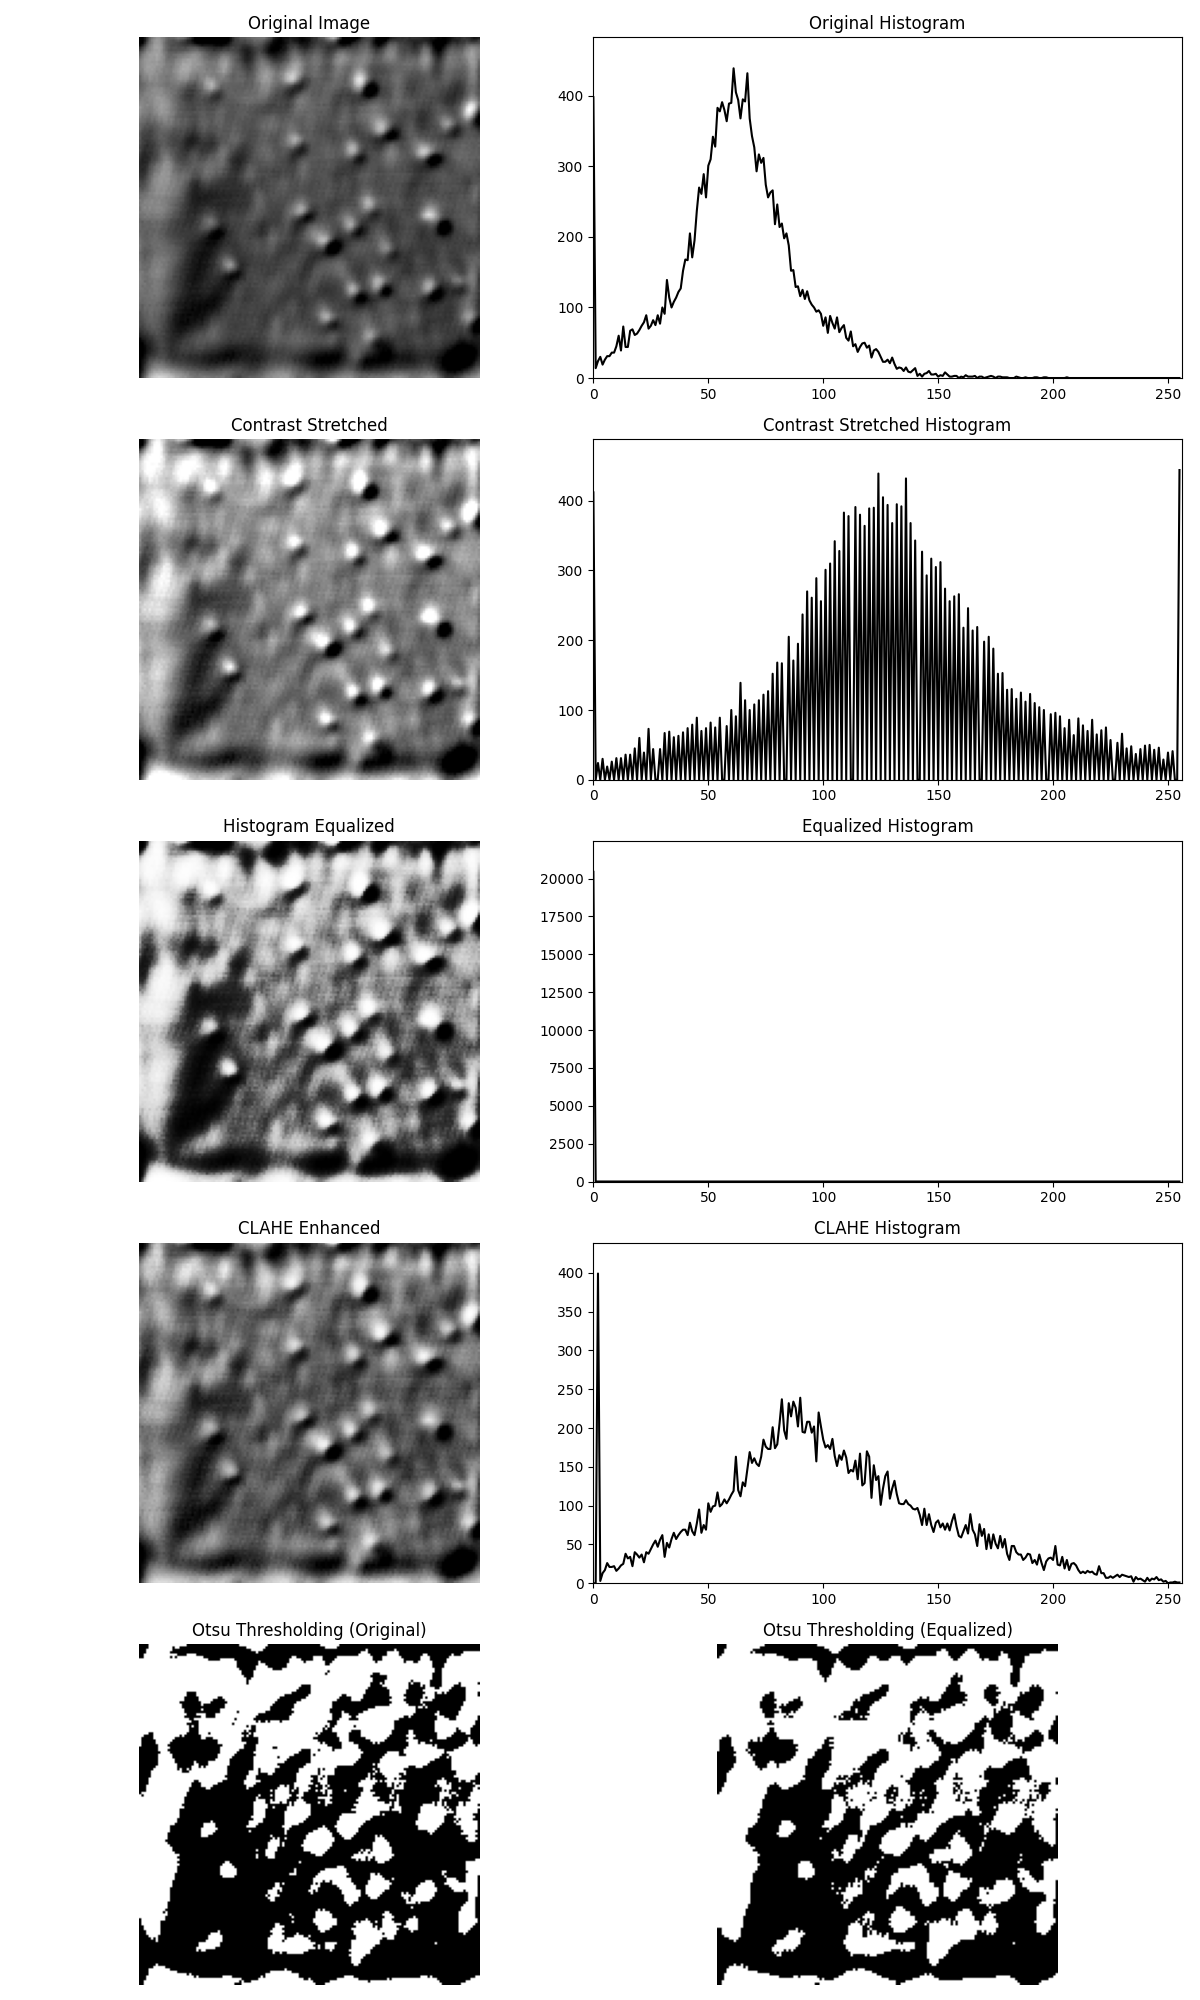 Original Image
Original Histogram
400
300
200
100
0
0 50 100 150 200 250
Contrast Stretched
Contrast Stretched Histogram
400
300
200
100
0
0 50 100 150 200 250
Histogram Equalized
Equalized Histogram
20000
17500
15000
12500
10000
7500
5000
2500
0
0 50 100 150 200 250
CLAHE Enhanced
CLAHE Histogram
400
350
300
250
200
150
100
50
0
0 50 100 150 200 250
Otsu Thresholding (Original)
Otsu Thresholding (Equalized)